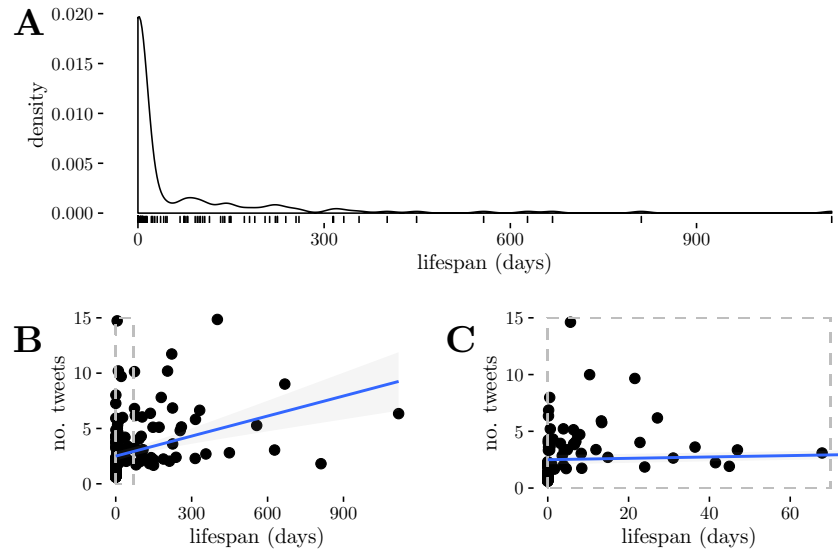 A
0.020
0.015
0.010
0.005
0.000
density
0 300 600 900
lifespan (days)
B
15
10
5
0
no. tweets
0 300 600 900
lifespan (days)
C
15
10
5
0
no. tweets
0 20 40 60
lifespan (days)